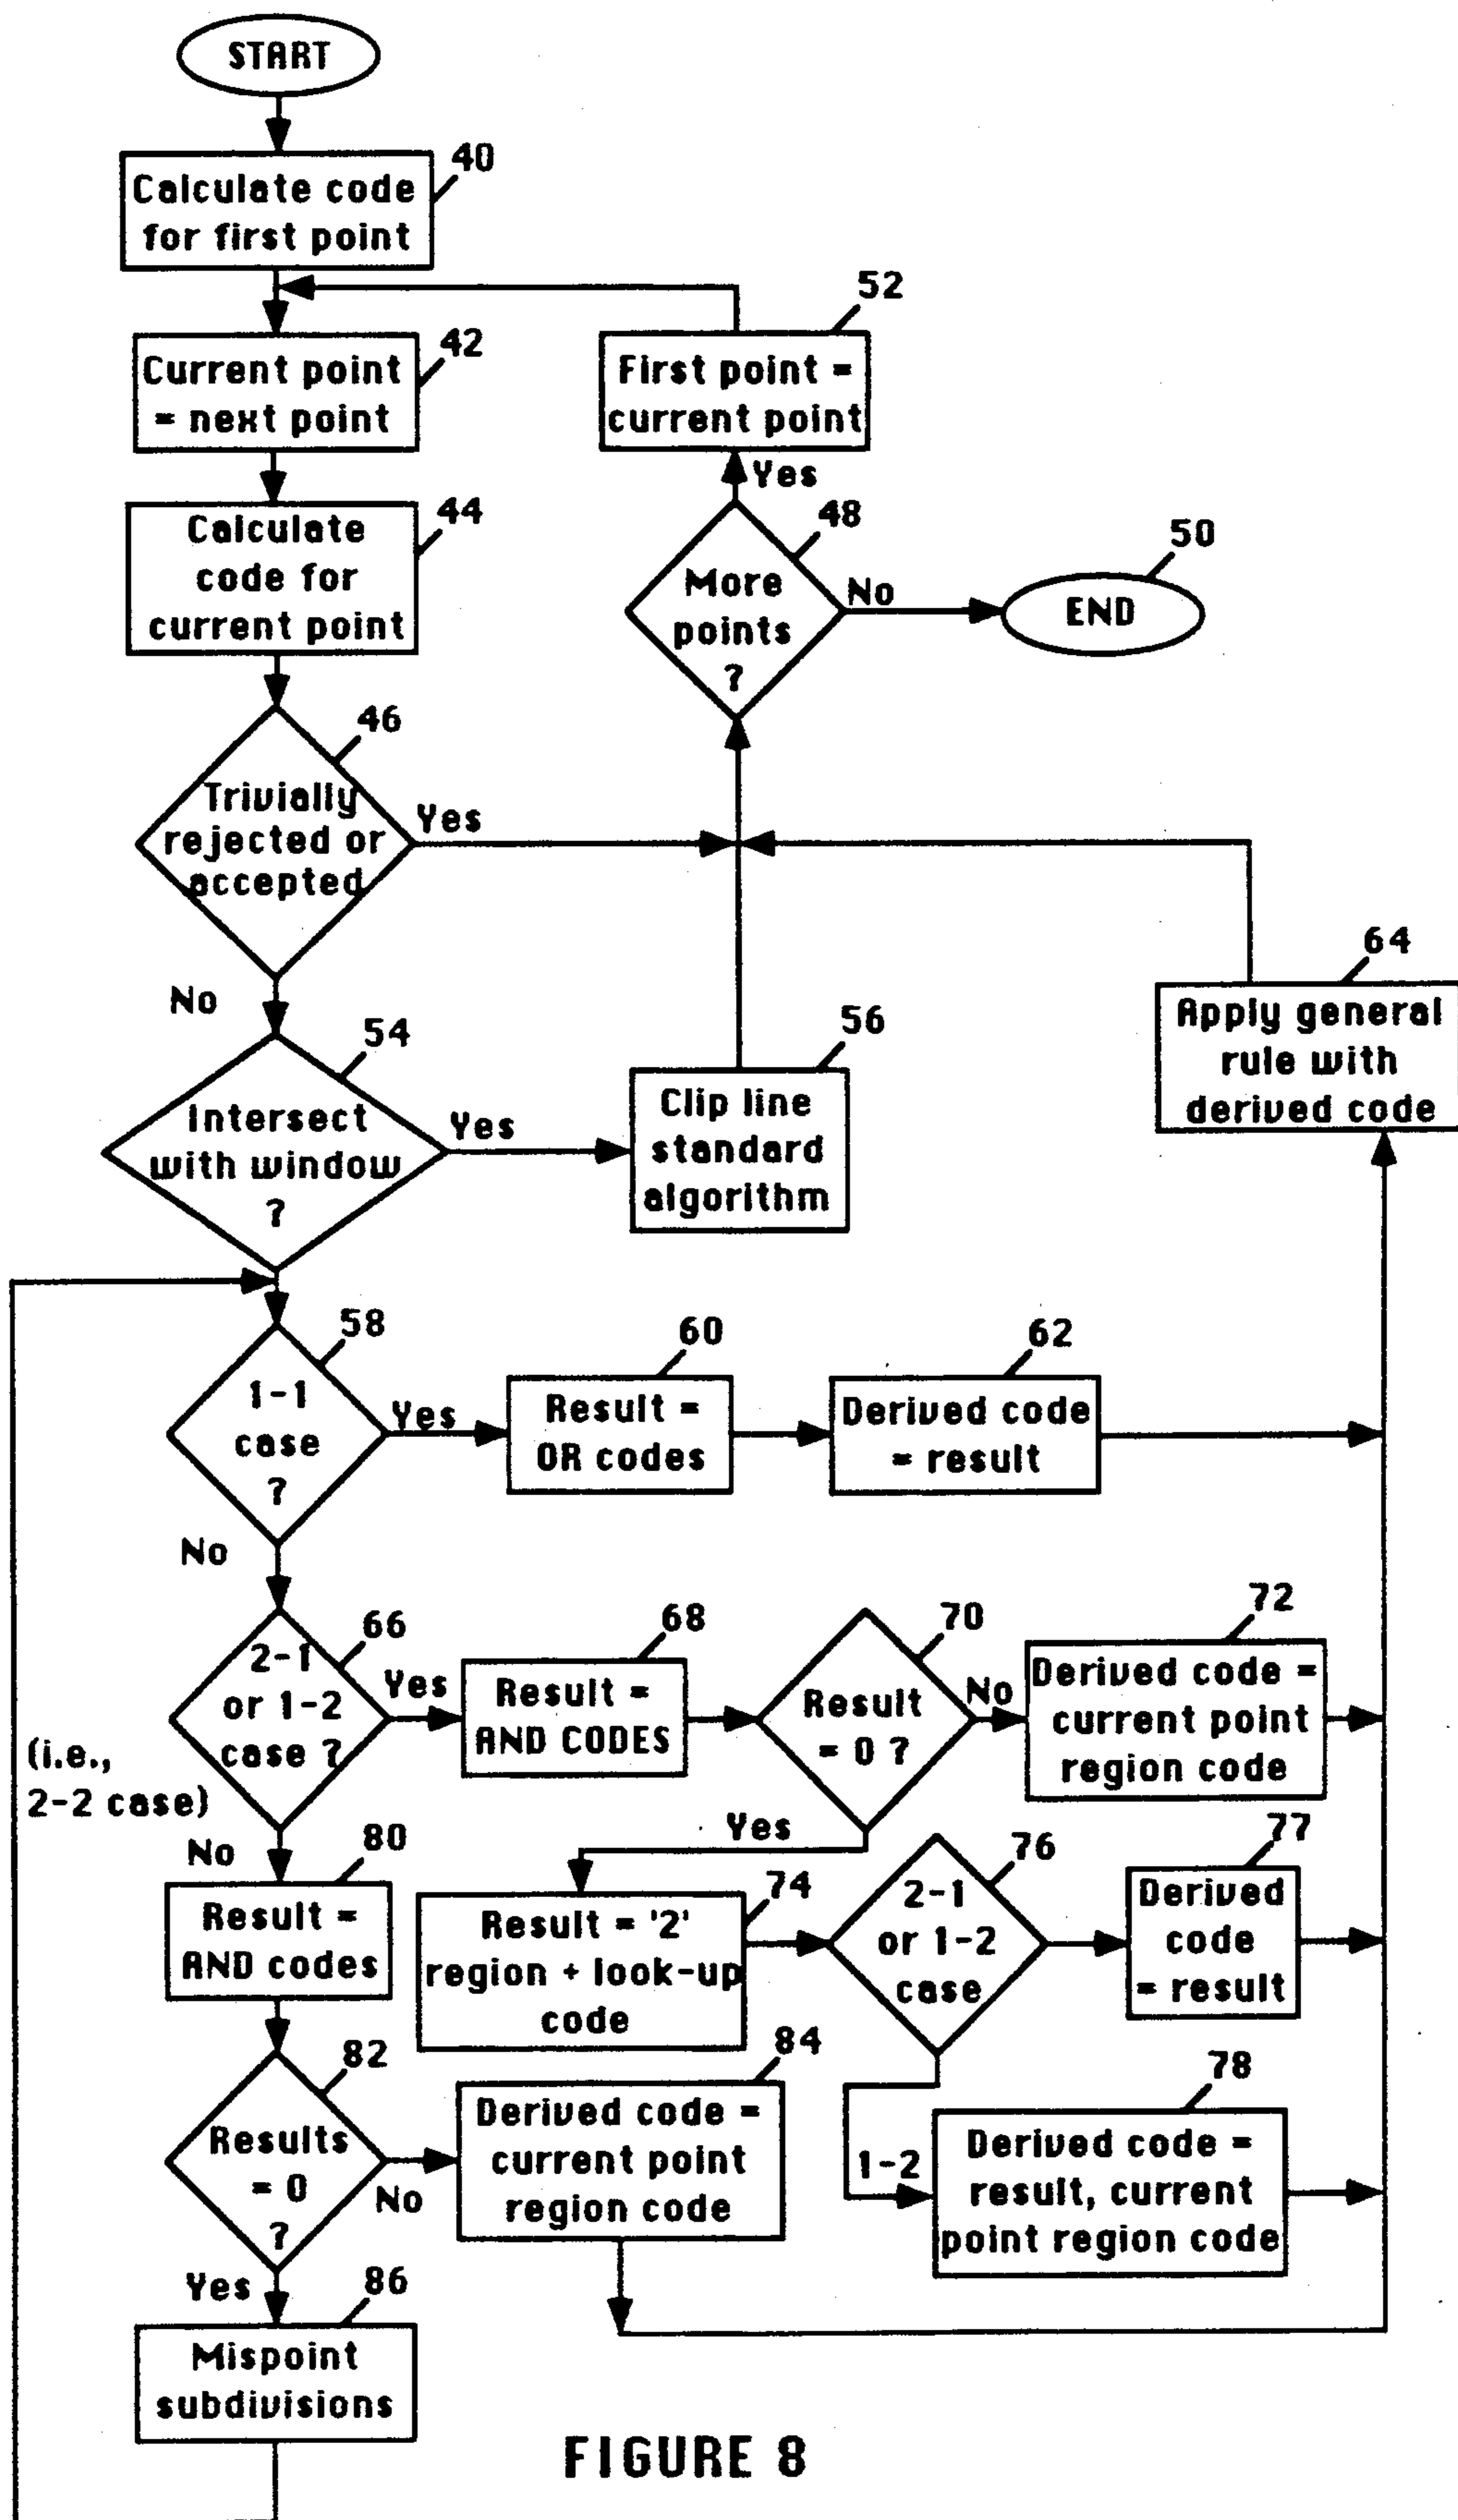 START
40
Calculate code
for first point
52
42
Current point
= next point
First point =
current point
Yes
44
Calculate
code for
current point
48
More
points
?
No
50
END
46
Trivially
rejected or
accepted
Yes
No
64
Apply general
rule with
derived code
54
Intersect
with window
?
Yes
56
Clip line
standard
algorithm
58
1-1
case
?
Yes
60
Result =
OR codes
62
Derived code
= result
No
66
2-1
or 1-2
case ?
Yes
68
Result =
AND CODES
70
Result
= 0 ?
No
72
Derived code =
current point
region code
(i.e.,
2-2 case)
Yes
No
80
Result =
AND codes
74
Result = '2'
region + look-up
code
76
2-1
or 1-2
case
77
Derived
code
= result
82
Results
= 0
?
No
84
Derived code =
current point
region code
1-2
78
Derived code =
result, current
point region code
Yes
86
Mispoint
subdivisions
FIGURE 8